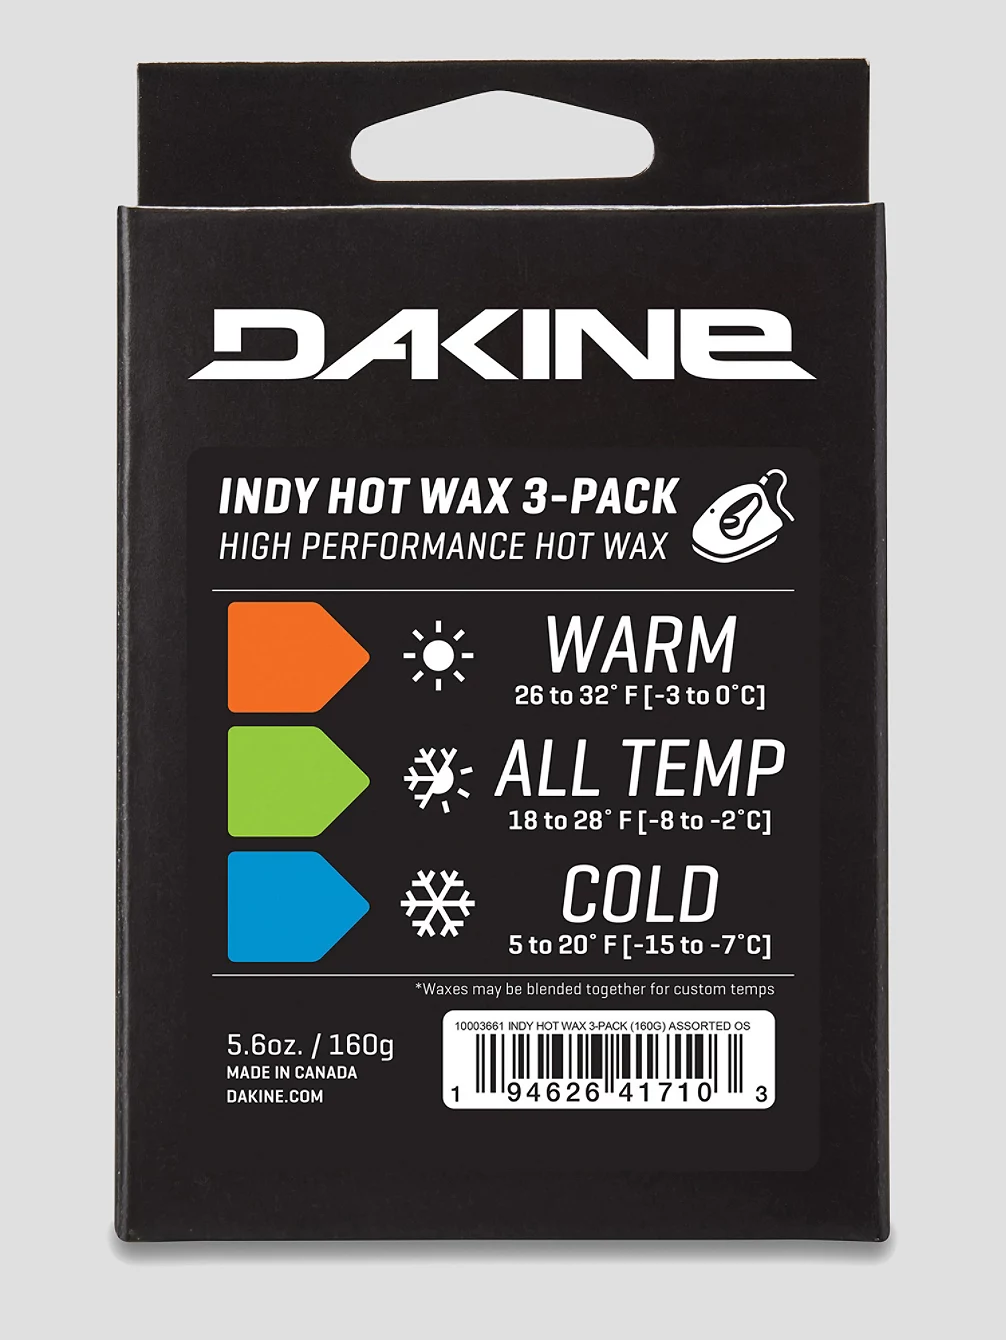 DAKINE
INDY HOT WAX 3-PACK
HIGH PERFORMANCE HOT WAX
WARM
26 to 32° F [-3 to 0°C]
ALL TEMP
18 to 28° F [-8 to -2°C]
COLD
5 to 20° F [-15 to -7°C]
*Waxes may be blended together for custom temps
5.6oz. / 160g
MADE IN CANADA
DAKINE.COM
10003661 INDY HOT WAX 3-PACK (160G) ASSORTED OS
1 94626 41710 3